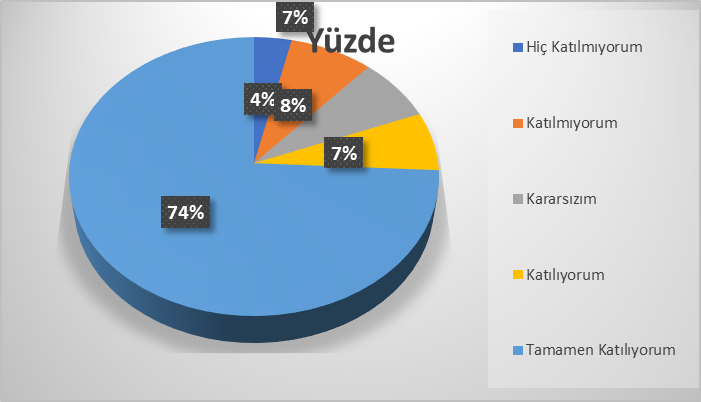 Yüzde
7%
4%
8%
7%
74%
Hiç Katılmıyorum
Katılmıyorum
Kararsızım
Katılıyorum
Tamamen Katılıyorum